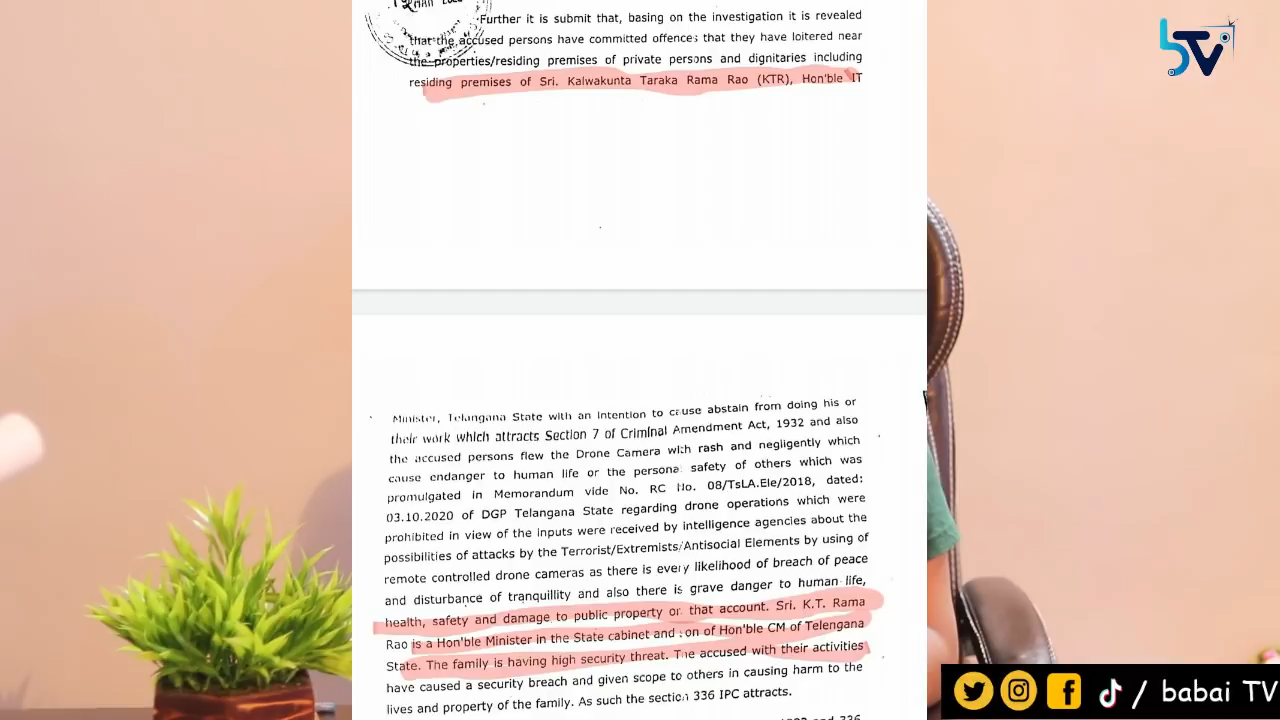 Further it is submit that, basing on the investigation it is revealed
that the accused persons have committed offences that they have loitered near
the properties/residing premises of private persons and dignitaries including
residing premises of Sri. Kalwakunta Taraka Rama Rao (KTR), Hon'ble IT
Minister, Telangana State with an intention to cause abstain from doing his or
their work which attracts Section 7 of Criminal Amendment Act, 1932 and also
the accused persons flew the Drone Camera with rash and negligently which
cause endanger to human life or the personal safety of others which was
promulgated in Memorandum vide No. RC No. 08/TsLA.Ele/2018, dated:
03.10.2020 of DGP Telangana State regarding drone operations which were
prohibited in view of the inputs were received by intelligence agencies about the
possibilities of attacks by the Terrorist/Extremists/Antisocial Elements by using of
remote controlled drone cameras as there is every likelihood of breach of peace
and disturbance of tranquillity and also there is grave danger to human life,
health, safety and damage to public property on that account. Sri. K.T. Rama
Rao is a Hon'ble Minister in the State cabinet and son of Hon'ble CM of Telengana
State. The family is having high security threat. The accused with their activities
have caused a security breach and given scope to others in causing harm to the
lives and property of the family. As such the section 336 IPC attracts.
and 336
bTV
/ babai TV